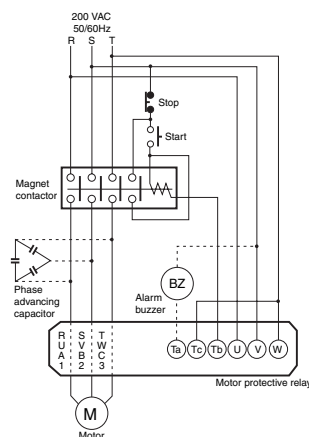 200 VAC
50/60Hz
R S T
Stop
Start
Magnet
contactor
Phase
advancing
capacitor
Alarm
buzzer
BZ
R S T
U V W
A B C
1 2 3
Ta Tc Tb U V W
Motor protective relay
M
Motor